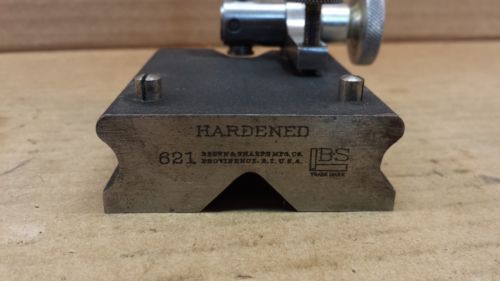 HARDENED
621 BROWN & SHARPE MFG. CO.
PROVIDENCE. R. I. U. S. A.
BS
TRADE MARK